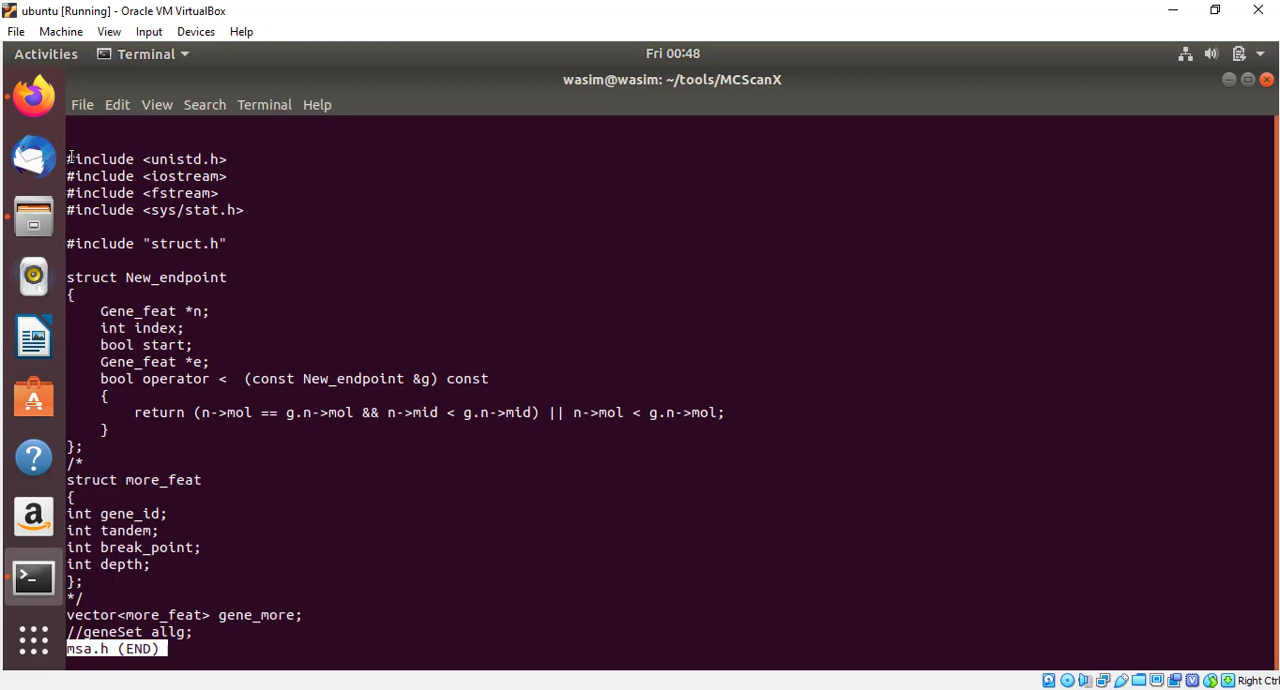 ubuntu [Running] - Oracle VM VirtualBox
File Machine View Input Devices Help
Activities Terminal Fri 00:48
wasim@wasim: ~/tools/MCScanX
File Edit View Search Terminal Help
#include <unistd.h>
#include <iostream>
#include <fstream>
#include <sys/stat.h>
#include "struct.h"
struct New_endpoint
{
    Gene_feat *n;
    int index;
    bool start;
    Gene_feat *e;
    bool operator <  (const New_endpoint &g) const
    {
        return (n->mol == g.n->mol && n->mid < g.n->mid) || n->mol < g.n->mol;
    }
};
/*
struct more_feat
{
int gene_id;
int tandem;
int break_point;
int depth;
};
*/
vector<more_feat> gene_more;
//geneSet allg;
msa.h (END)
Right Ctrl